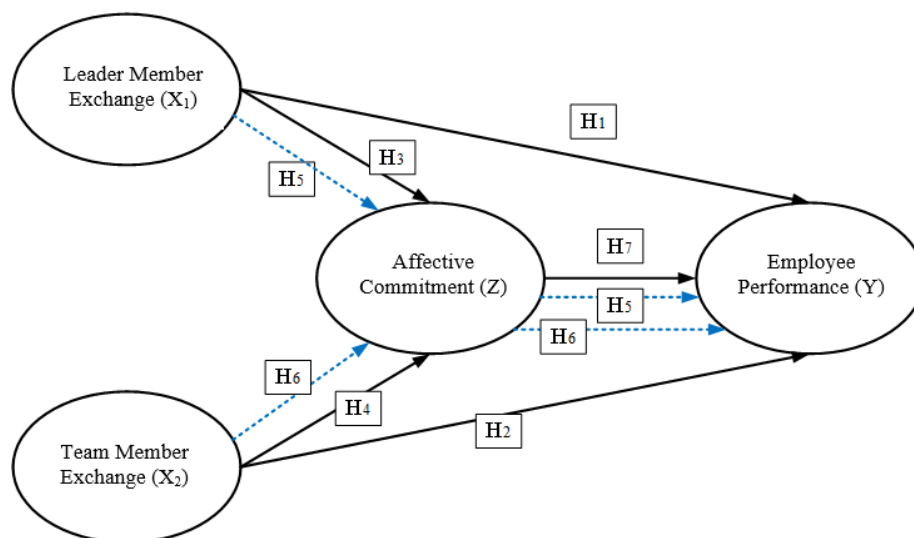 Leader Member
Exchange (X₁)
H1
H3
H5
Affective
Commitment (Z)
H7
Employee
Performance (Y)
H5
H6
H6
H4
H2
Team Member
Exchange (X₂)